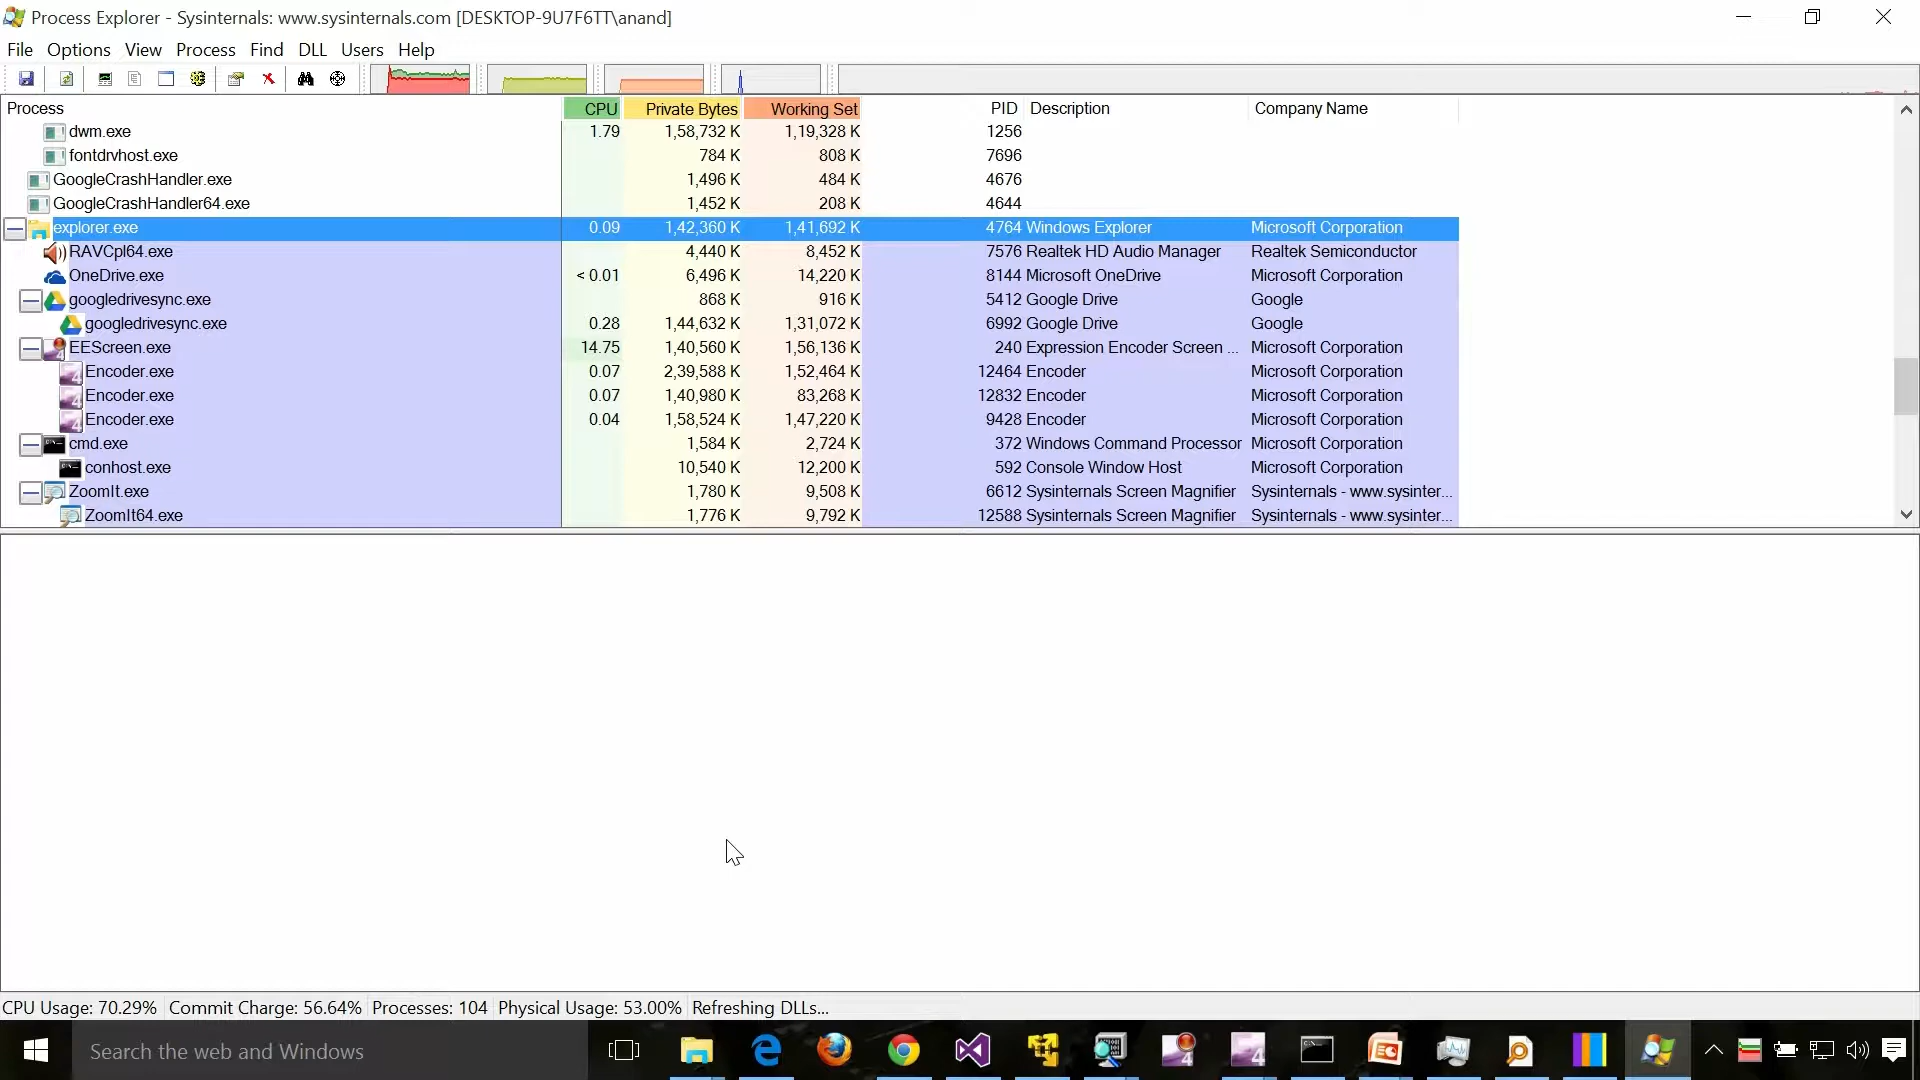 Process Explorer - Sysinternals: www.sysinternals.com [DESKTOP-9U7F6TT\anand]
File Options View Process Find DLL Users Help
Process CPU Private Bytes Working Set PID Description Company Name
dwm.exe 1.79 1,58,732 K 1,19,328 K 1256
fontdrvhost.exe 784 K 808 K 7696
GoogleCrashHandler.exe 1,496 K 484 K 4676
GoogleCrashHandler64.exe 1,452 K 208 K 4644
explorer.exe 0.09 1,42,360 K 1,41,692 K 4764 Windows Explorer Microsoft Corporation
RAVCpl64.exe 4,440 K 8,452 K 7576 Realtek HD Audio Manager Realtek Semiconductor
OneDrive.exe < 0.01 6,496 K 14,220 K 8144 Microsoft OneDrive Microsoft Corporation
googledrivesync.exe 868 K 916 K 5412 Google Drive Google
googledrivesync.exe 0.28 1,44,632 K 1,31,072 K 6992 Google Drive Google
EEScreen.exe 14.75 1,40,560 K 1,56,136 K 240 Expression Encoder Screen ... Microsoft Corporation
Encoder.exe 0.07 2,39,588 K 1,52,464 K 12464 Encoder Microsoft Corporation
Encoder.exe 0.07 1,40,980 K 83,268 K 12832 Encoder Microsoft Corporation
Encoder.exe 0.04 1,58,524 K 1,47,220 K 9428 Encoder Microsoft Corporation
cmd.exe 1,584 K 2,724 K 372 Windows Command Processor Microsoft Corporation
conhost.exe 10,540 K 12,200 K 592 Console Window Host Microsoft Corporation
ZoomIt.exe 1,780 K 9,508 K 6612 Sysinternals Screen Magnifier Sysinternals - www.sysinter...
ZoomIt64.exe 1,776 K 9,792 K 12588 Sysinternals Screen Magnifier Sysinternals - www.sysinter...
CPU Usage: 70.29% Commit Charge: 56.64% Processes: 104 Physical Usage: 53.00% Refreshing DLLs...
Search the web and Windows